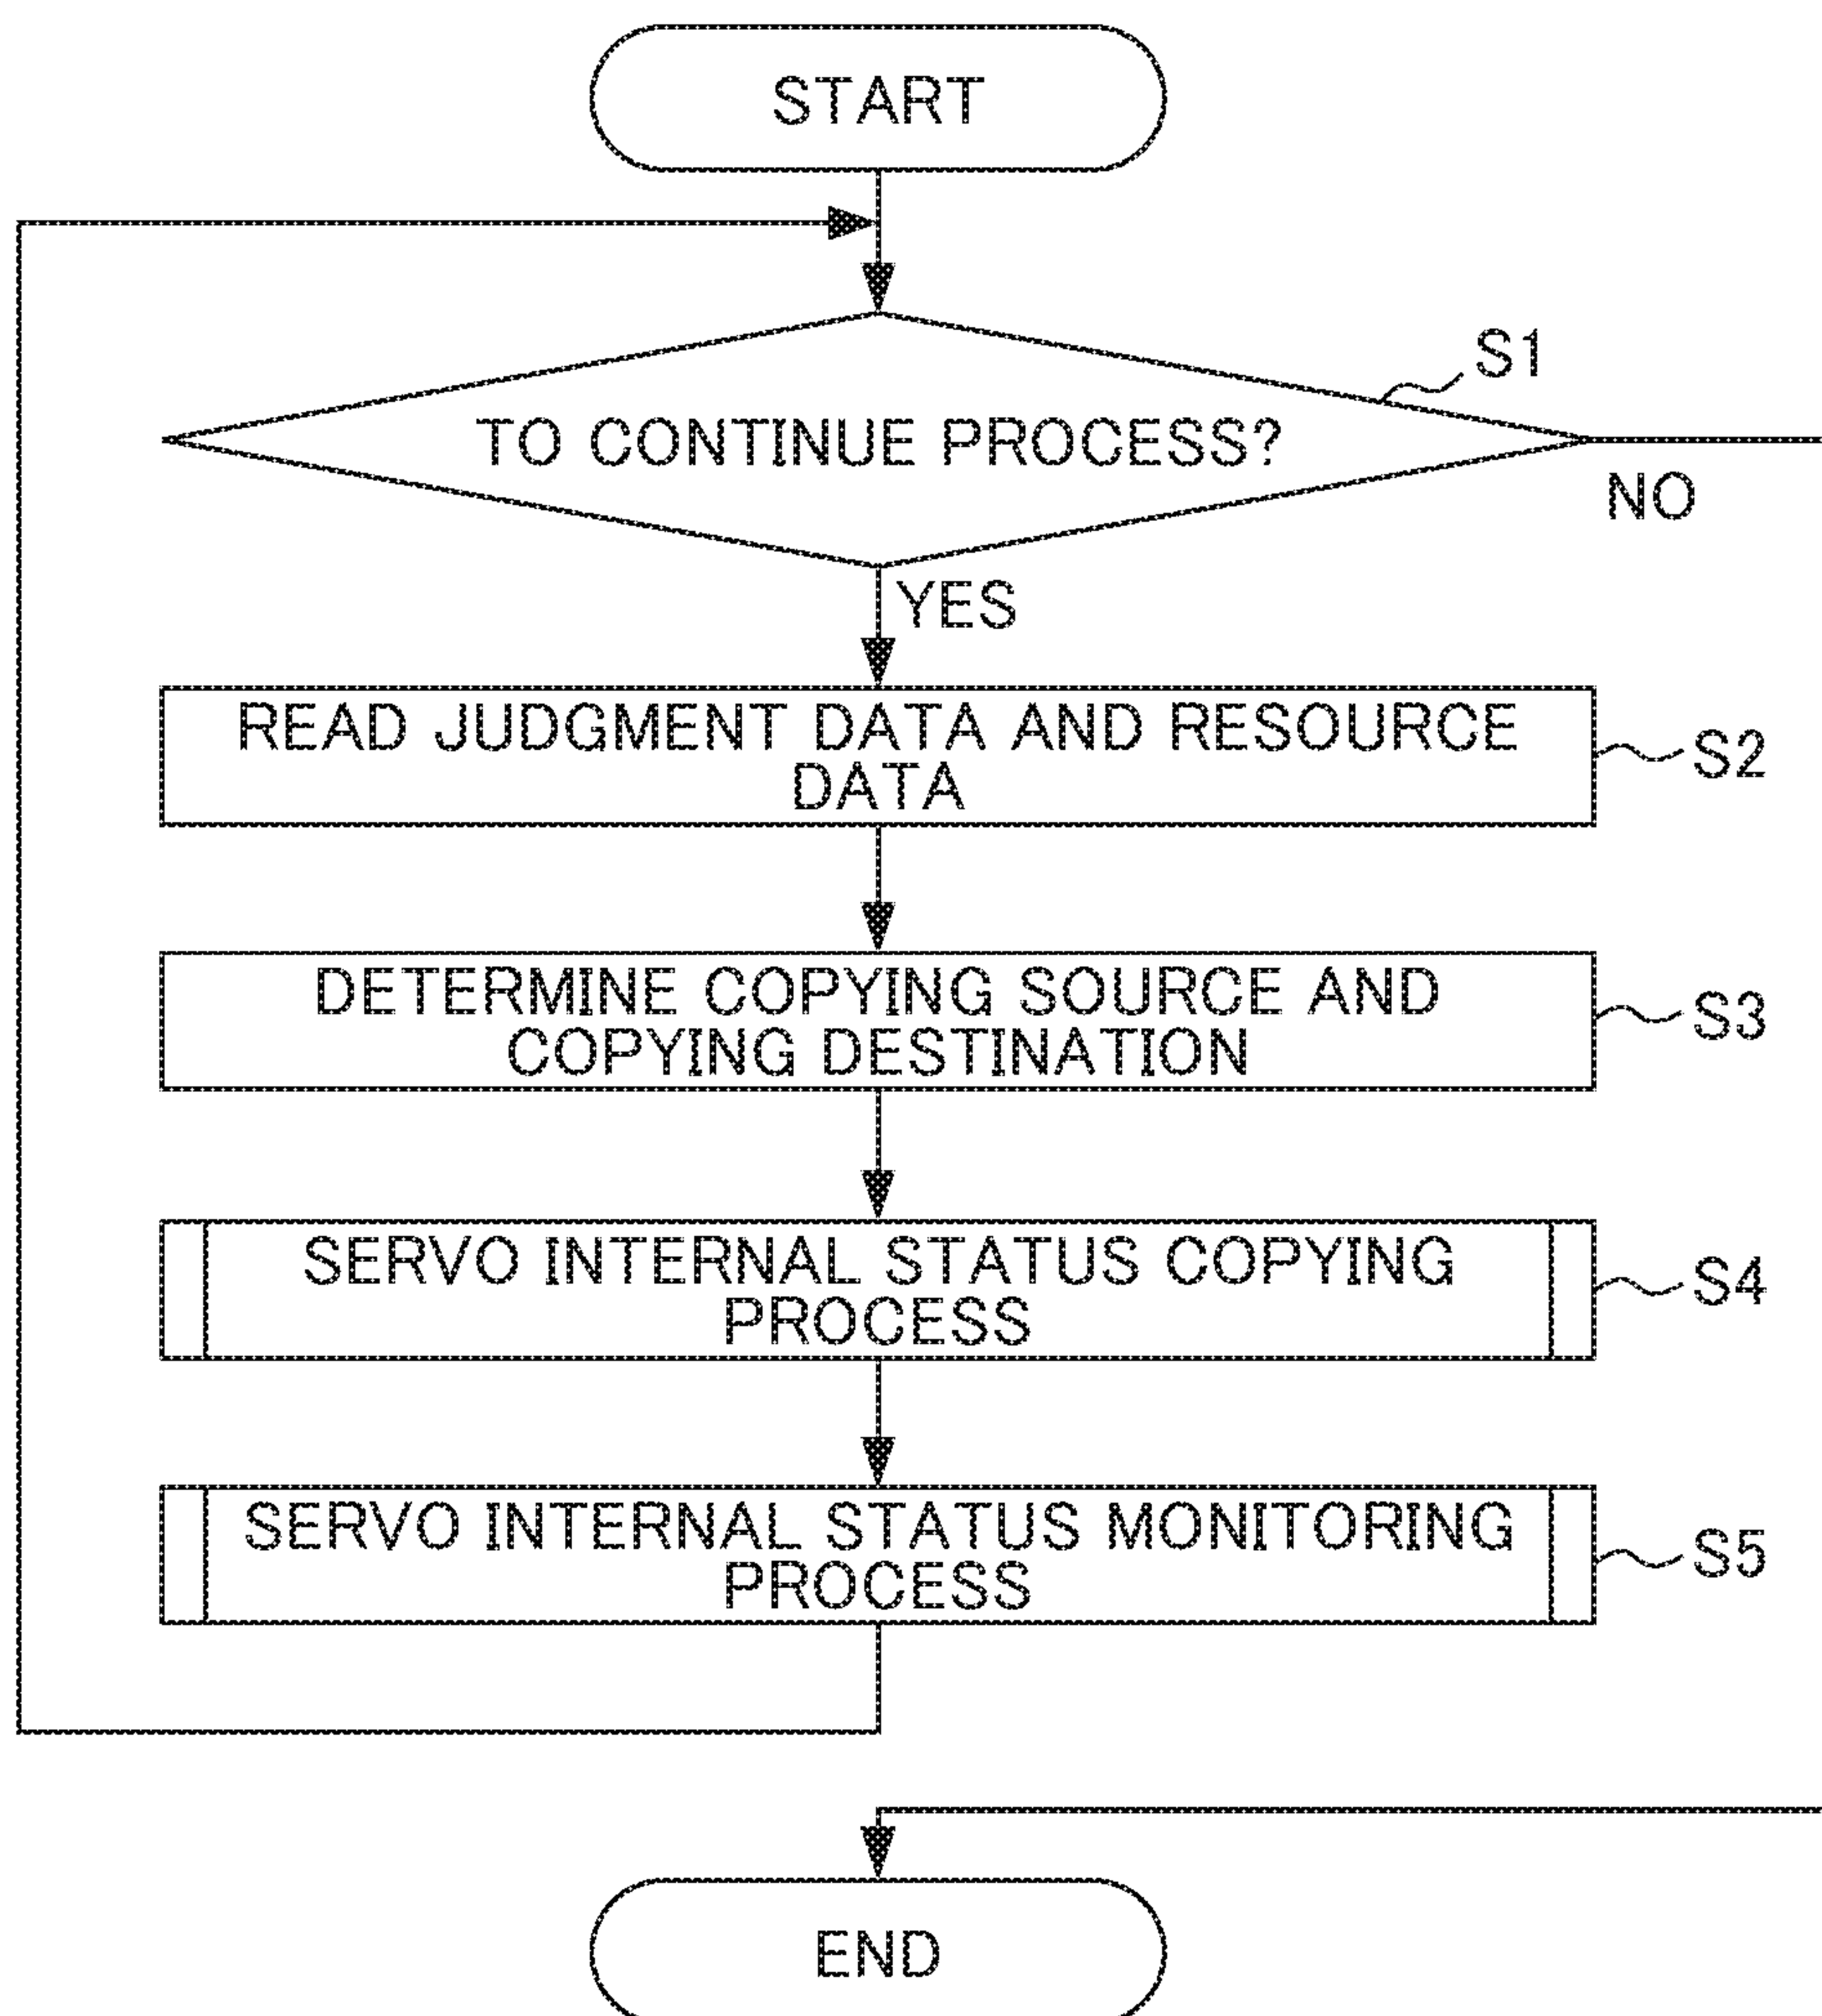 START
S1
TO CONTINUE PROCESS?
NO
YES
READ JUDGMENT DATA AND RESOURCE
DATA
S2
DETERMINE COPYING SOURCE AND
COPYING DESTINATION
S3
SERVO INTERNAL STATUS COPYING
PROCESS
S4
SERVO INTERNAL STATUS MONITORING
PROCESS
S5
END